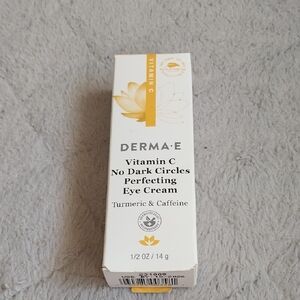 VITAMIN C
DERMA·E
Vitamin C
No Dark Circles
Perfecting
Eye Cream
Turmeric & Caffeine
1/2 OZ / 14 g